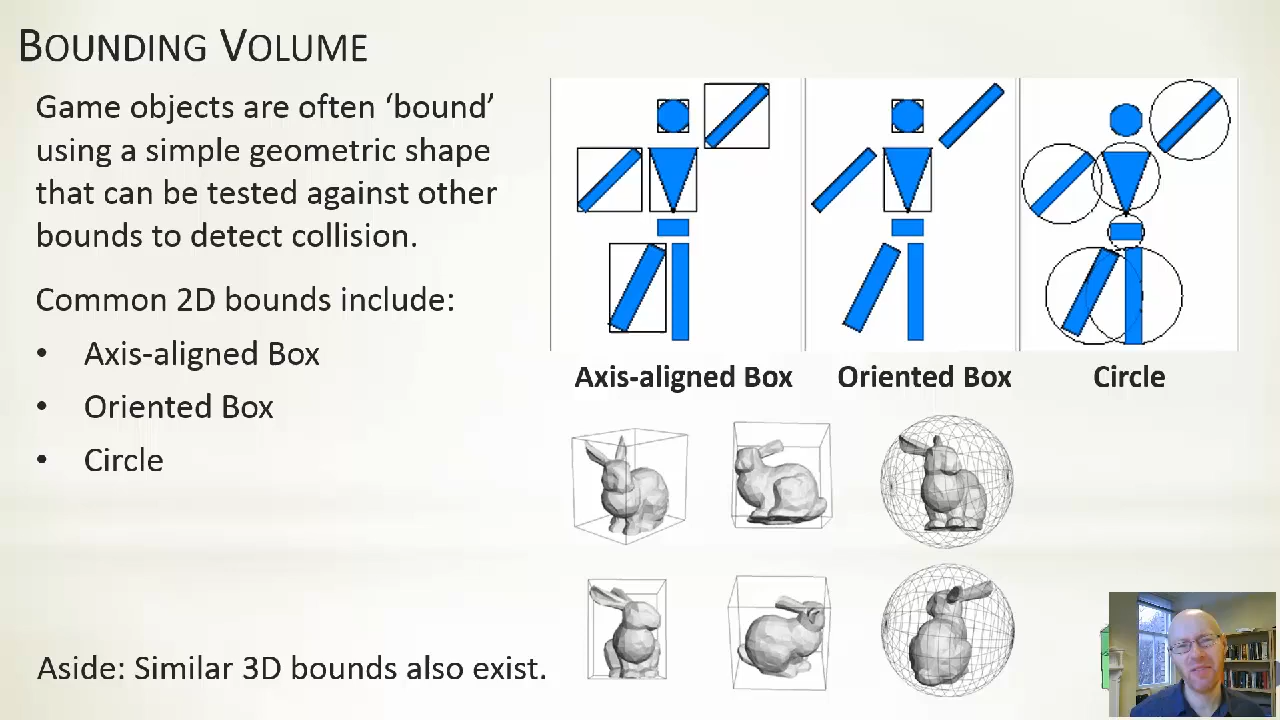 BOUNDING VOLUME
Game objects are often ‘bound’
using a simple geometric shape
that can be tested against other
bounds to detect collision.
Common 2D bounds include:
• Axis-aligned Box
• Oriented Box
• Circle
Aside: Similar 3D bounds also exist.
Axis-aligned Box
Oriented Box
Circle